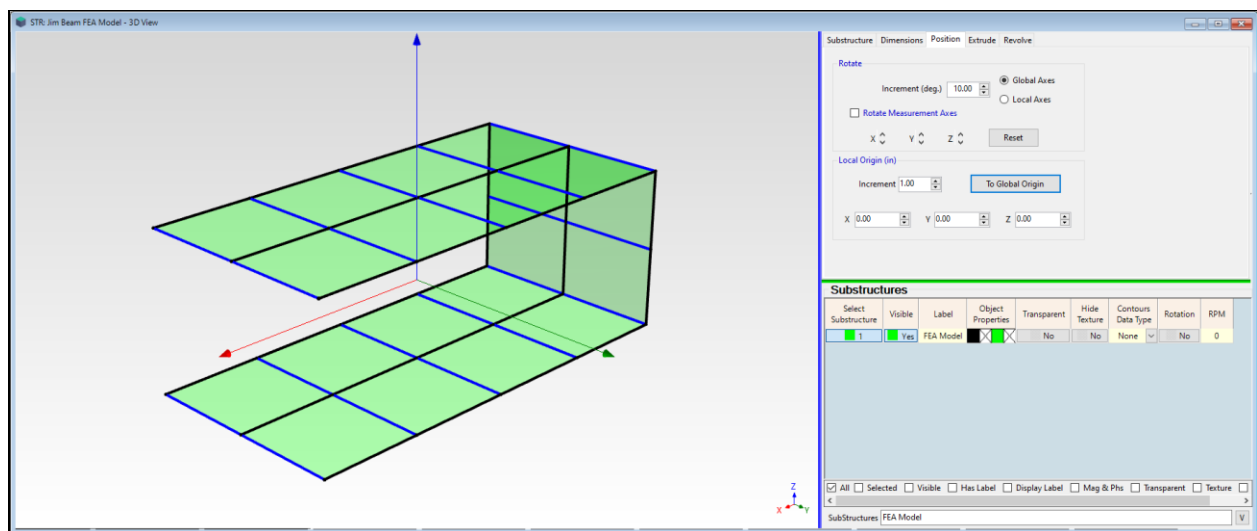 STR: Jim Beam FEA Model - 3D View
Substructure Dimensions Position Extrude Revolve
Rotate
Increment (deg.) 10.00
Global Axes
Local Axes
Rotate Measurement Axes
X Y Z Reset
Local Origin (in)
Increment 1.00 To Global Origin
X 0.00 Y 0.00 Z 0.00
Substructures
Select Substructure Visible Label Object Properties Transparent Hide Texture Contours Data Type Rotation RPM
1 Yes FEA Model No No None No 0
All Selected Visible Has Label Display Label Mag & Phs Transparent Texture
SubStructures FEA Model V
Z
X Y